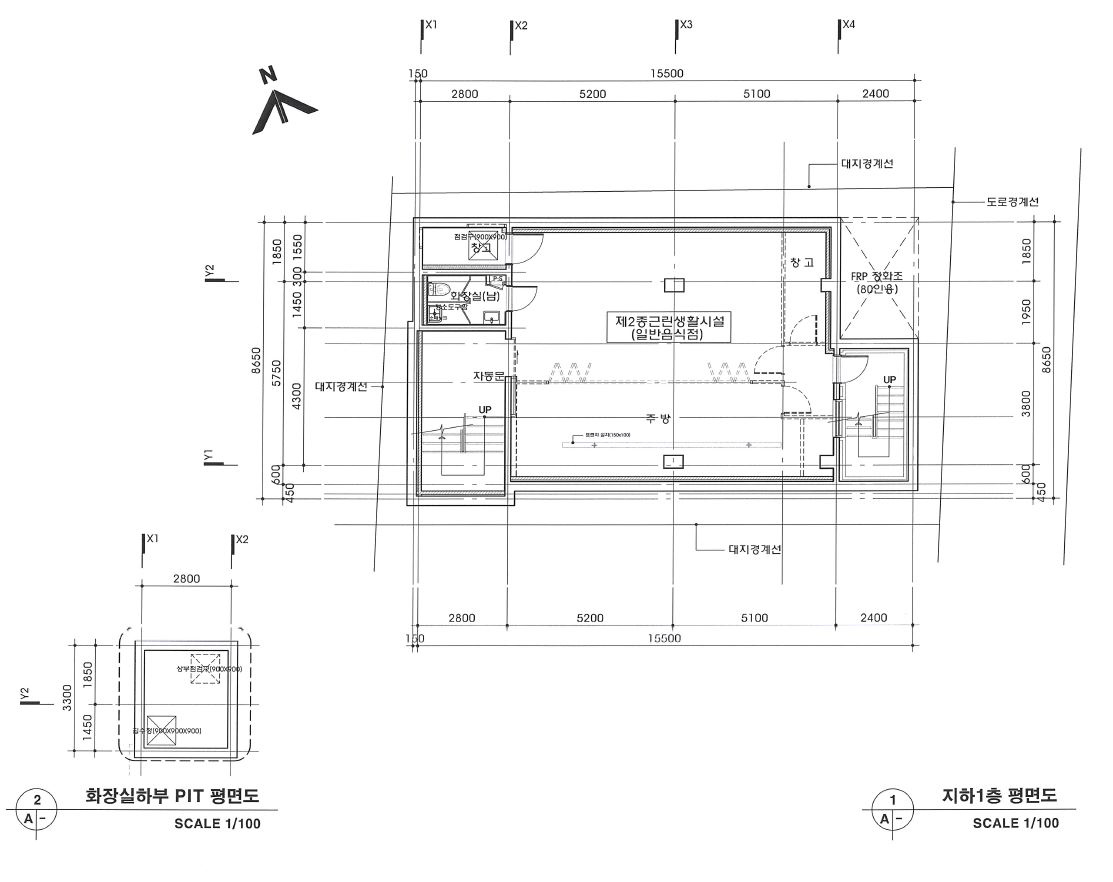 X1
X2
X3
X4
N
150
15500
2800
5200
5100
2400
대지경계선
도로경계선
1850
300
1550
1450
Y2
8650
5750
4300
Y1
600
450
점검구(900X900)
창고
P.S
화장실(남)
청소도구함
창 고
FRP 정화조
(80인용)
제2종근린생활시설
(일반음식점)
대지경계선
자동문
UP
주 방
UP
1850
1950
8650
3800
600
450
대지경계선
2800
5200
5100
2400
150
15500
X1
X2
2800
Y2
3300
1850
1450
상부점검구(900X900)
집수정(900X900X900)
2
A -
화장실하부 PIT 평면도
SCALE 1/100
1
A -
지하1층 평면도
SCALE 1/100